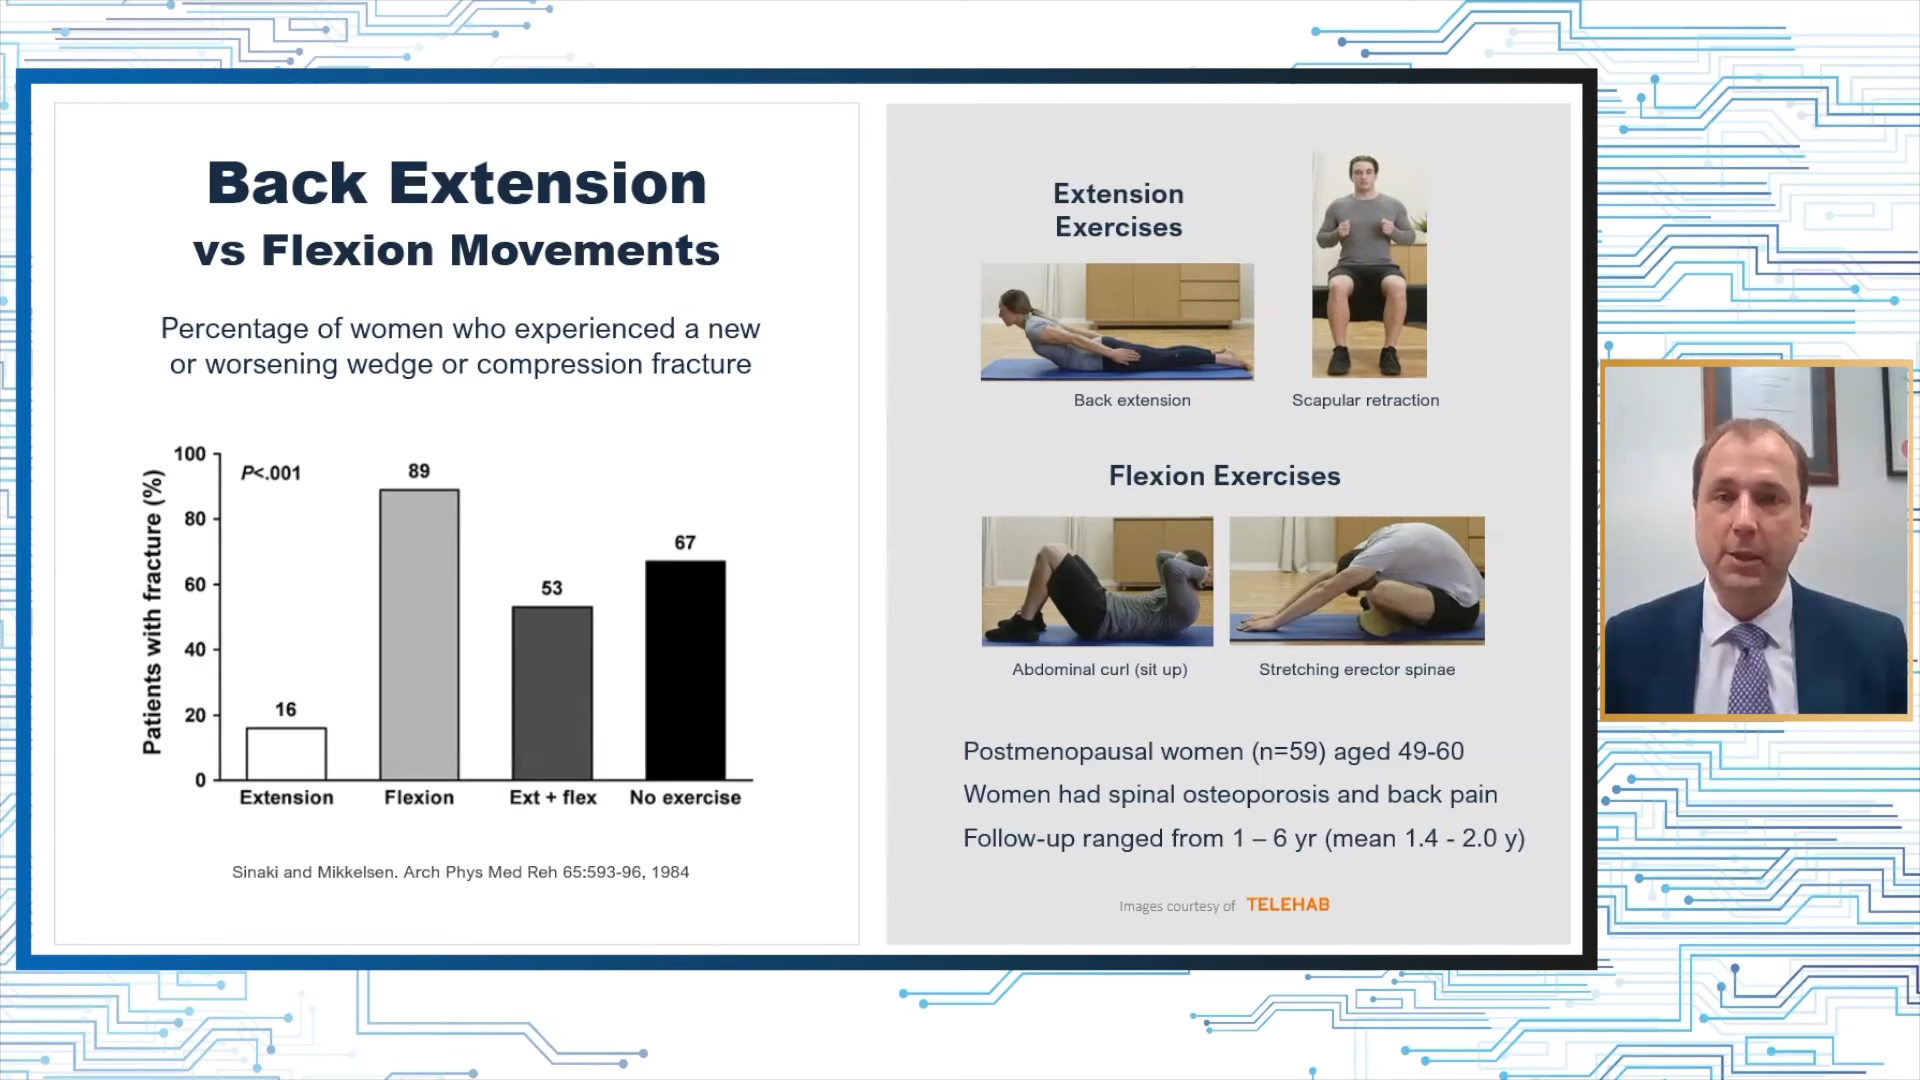 Back Extension
vs Flexion Movements
Percentage of women who experienced a new
or worsening wedge or compression fracture
Patients with fracture (%)
100
80
60
40
20
0
P<.001
16
89
53
67
Extension
Flexion
Ext + flex
No exercise
Sinaki and Mikkelsen. Arch Phys Med Reh 65:593-96, 1984
Extension
Exercises
Back extension
Scapular retraction
Flexion Exercises
Abdominal curl (sit up)
Stretching erector spinae
Postmenopausal women (n=59) aged 49-60
Women had spinal osteoporosis and back pain
Follow-up ranged from 1 – 6 yr (mean 1.4 - 2.0 y)
Images courtesy of TELEHAB